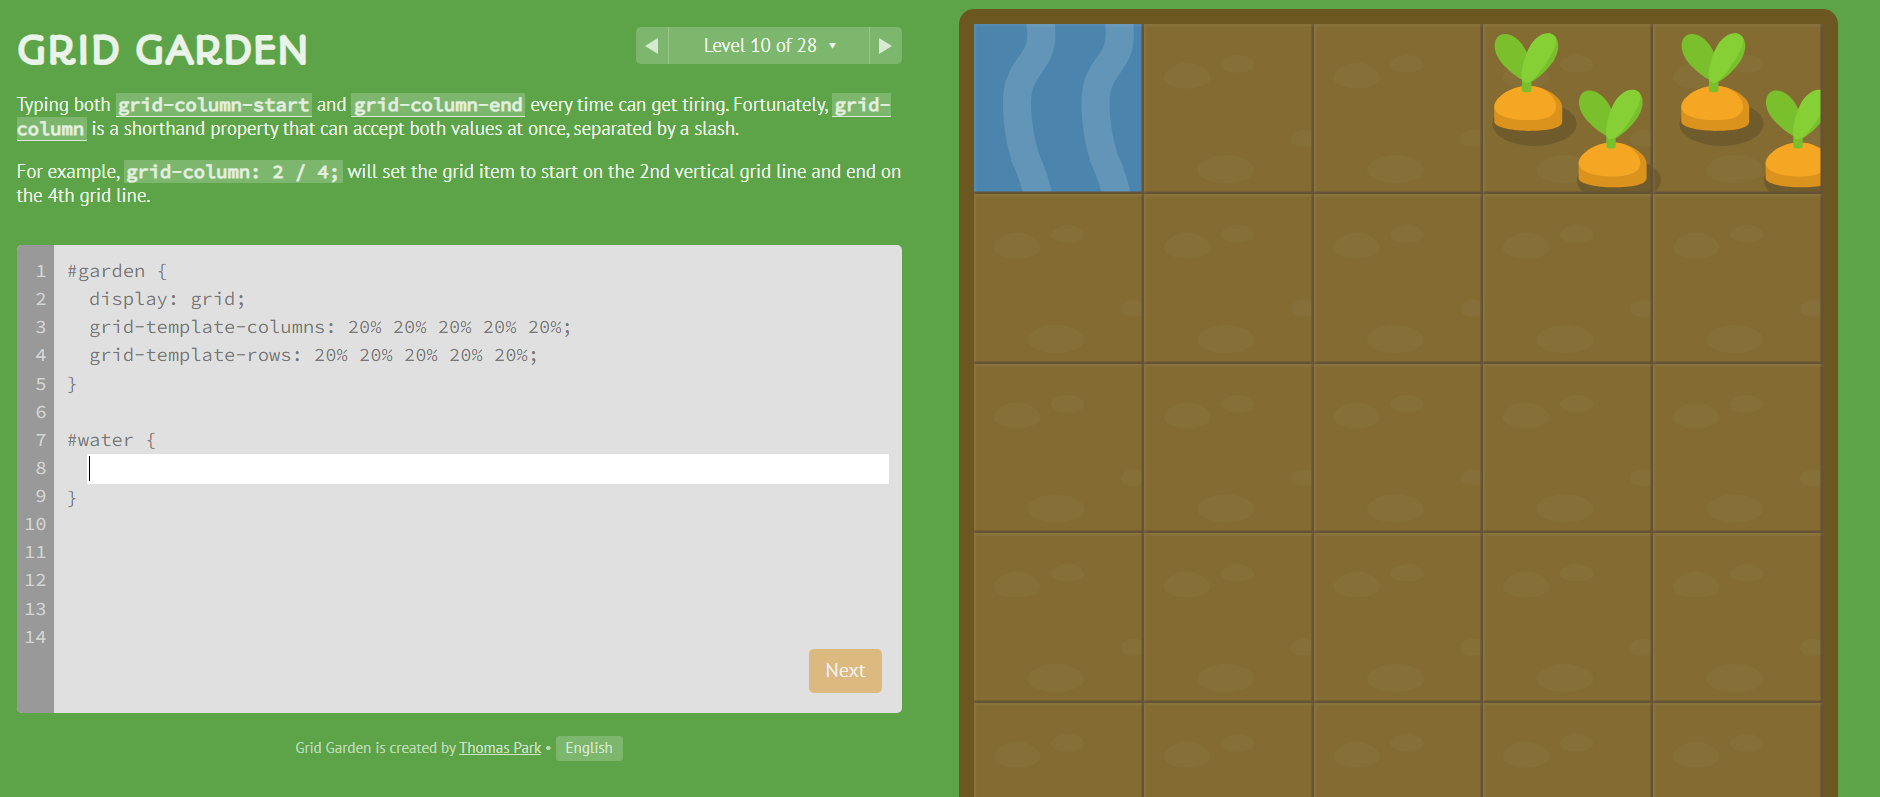 GRID GARDEN
◀ Level 10 of 28 ▼ ▶
Typing both grid-column-start and grid-column-end every time can get tiring. Fortunately, grid-
column is a shorthand property that can accept both values at once, separated by a slash.
For example, grid-column: 2 / 4; will set the grid item to start on the 2nd vertical grid line and end on
the 4th grid line.
1 #garden {
2   display: grid;
3   grid-template-columns: 20% 20% 20% 20% 20%;
4   grid-template-rows: 20% 20% 20% 20% 20%;
5 }
6
7 #water {
8
9 }
10
11
12
13
14
Next
Grid Garden is created by Thomas Park • English